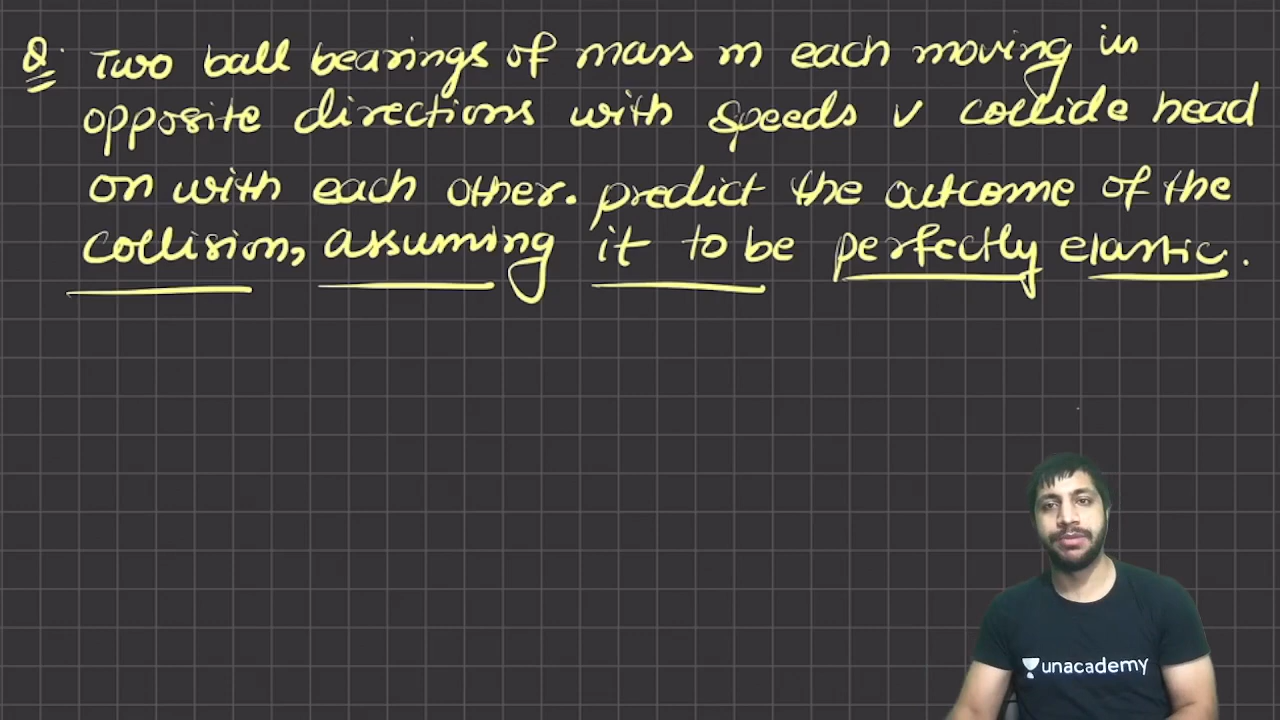 Q. Two ball bearings of mass m each moving in
opposite directions with speeds v collide head
on with each other. predict the outcome of the
collision, assuming it to be perfectly elastic.
unacademy